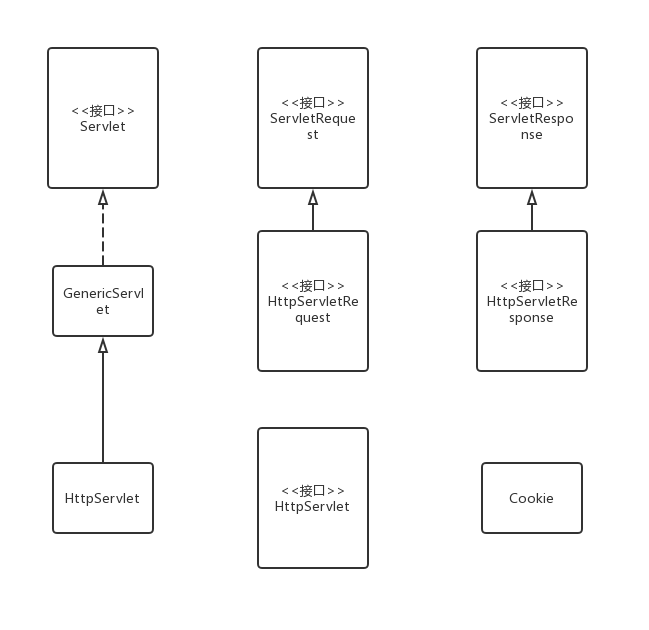 <<接口>>
Servlet
<<接口>>
ServletReque
st
<<接口>>
ServletRespo
nse
GenericServl
et
<<接口>>
HttpServletRe
quest
<<接口>>
HttpServletRe
sponse
HttpServlet
<<接口>>
HttpServlet
Cookie